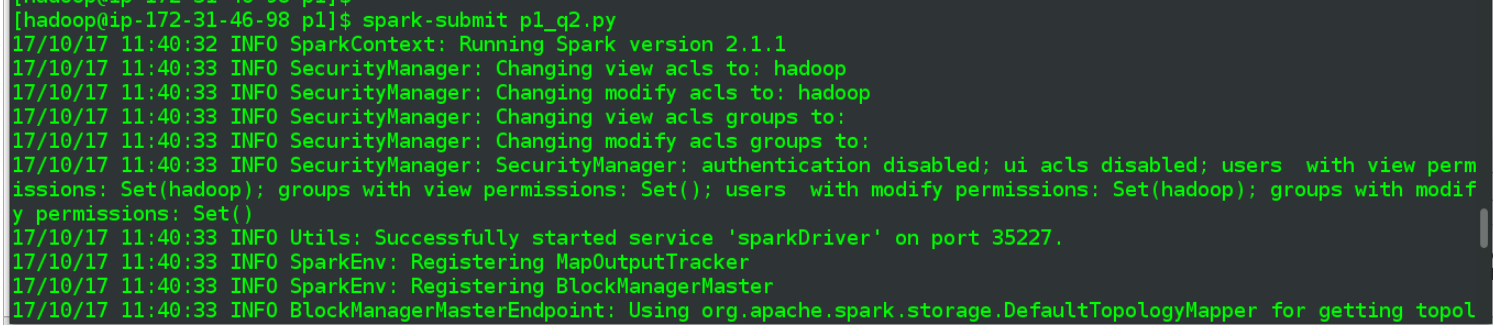 [hadoop@ip-172-31-46-98 p1]$
[hadoop@ip-172-31-46-98 p1]$ spark-submit p1_q2.py
17/10/17 11:40:32 INFO SparkContext: Running Spark version 2.1.1
17/10/17 11:40:33 INFO SecurityManager: Changing view acls to: hadoop
17/10/17 11:40:33 INFO SecurityManager: Changing modify acls to: hadoop
17/10/17 11:40:33 INFO SecurityManager: Changing view acls groups to:
17/10/17 11:40:33 INFO SecurityManager: Changing modify acls groups to:
17/10/17 11:40:33 INFO SecurityManager: SecurityManager: authentication disabled; ui acls disabled; users  with view perm
issions: Set(hadoop); groups with view permissions: Set(); users  with modify permissions: Set(hadoop); groups with modif
y permissions: Set()
17/10/17 11:40:33 INFO Utils: Successfully started service 'sparkDriver' on port 35227.
17/10/17 11:40:33 INFO SparkEnv: Registering MapOutputTracker
17/10/17 11:40:33 INFO SparkEnv: Registering BlockManagerMaster
17/10/17 11:40:33 INFO BlockManagerMasterEndpoint: Using org.apache.spark.storage.DefaultTopologyMapper for getting topol